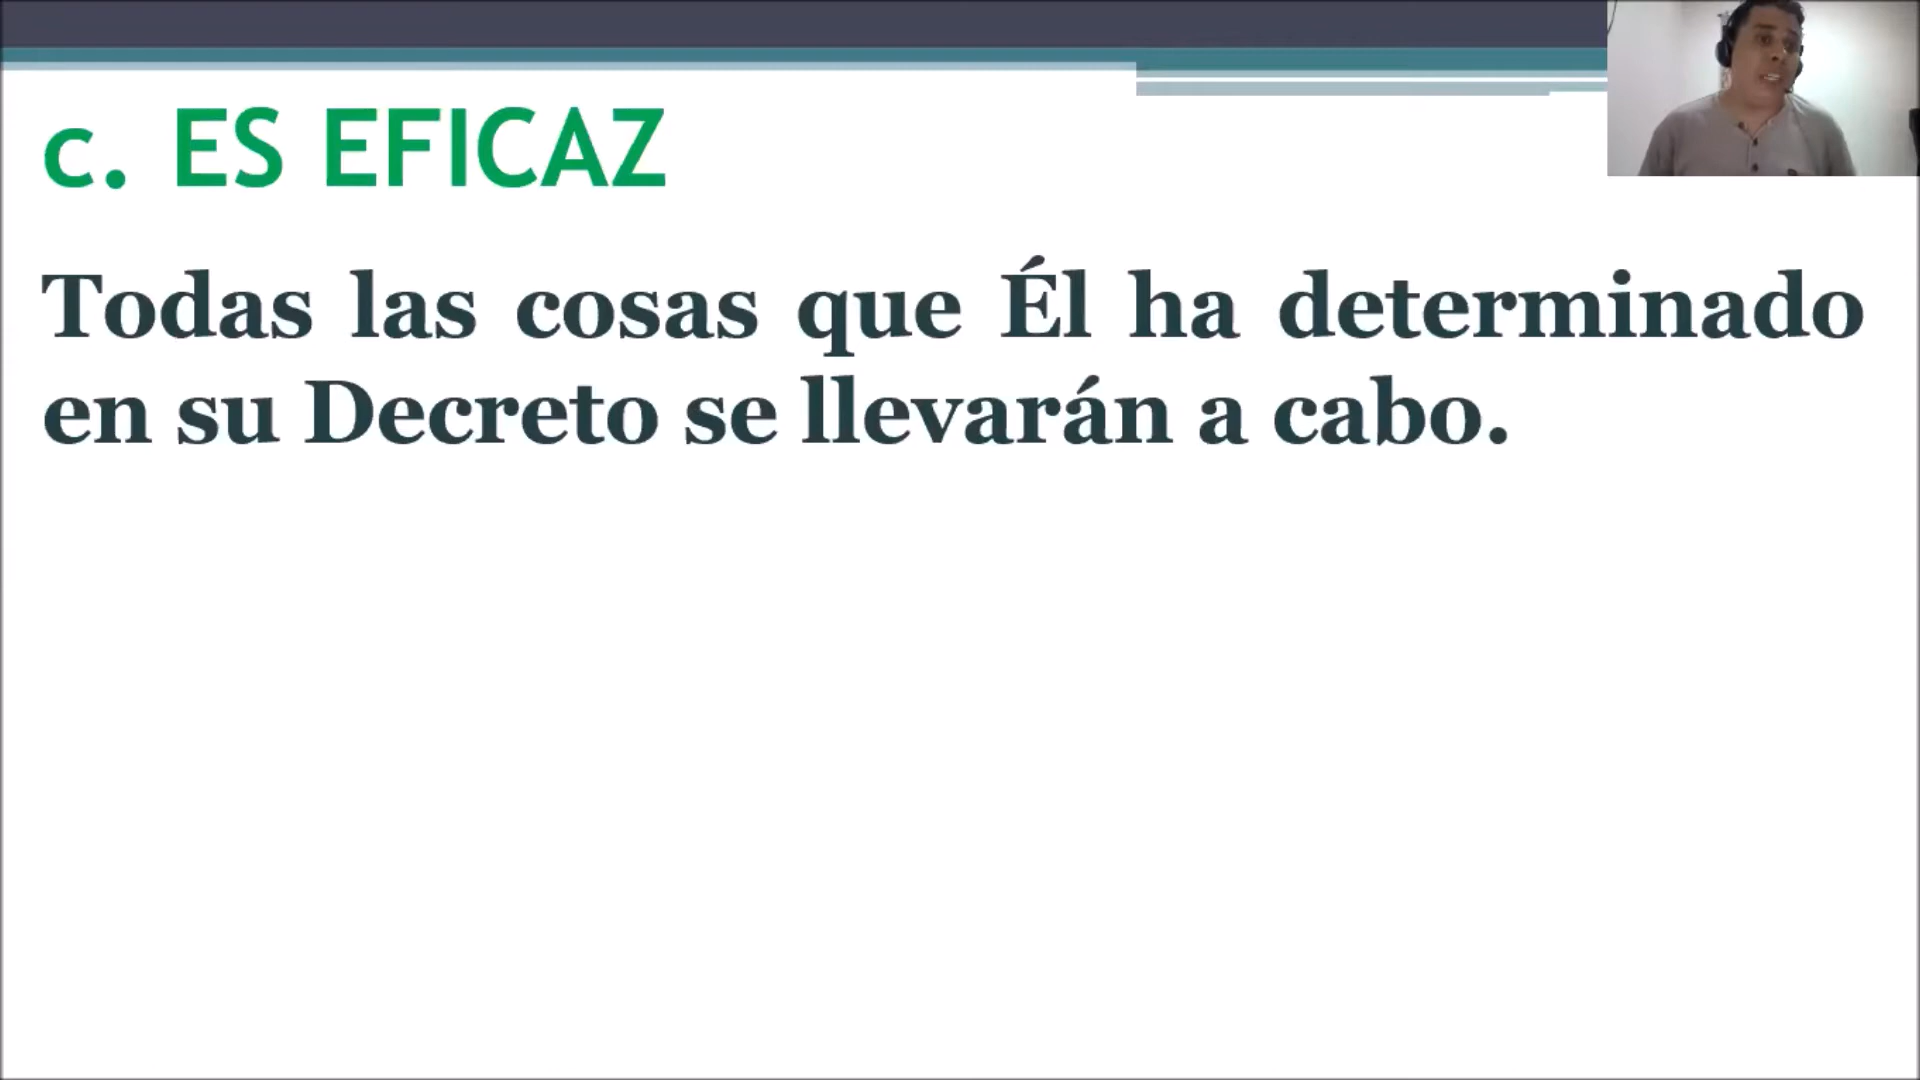 c. ES EFICAZ
Todas las cosas que Él ha determinado
en su Decreto se llevarán a cabo.